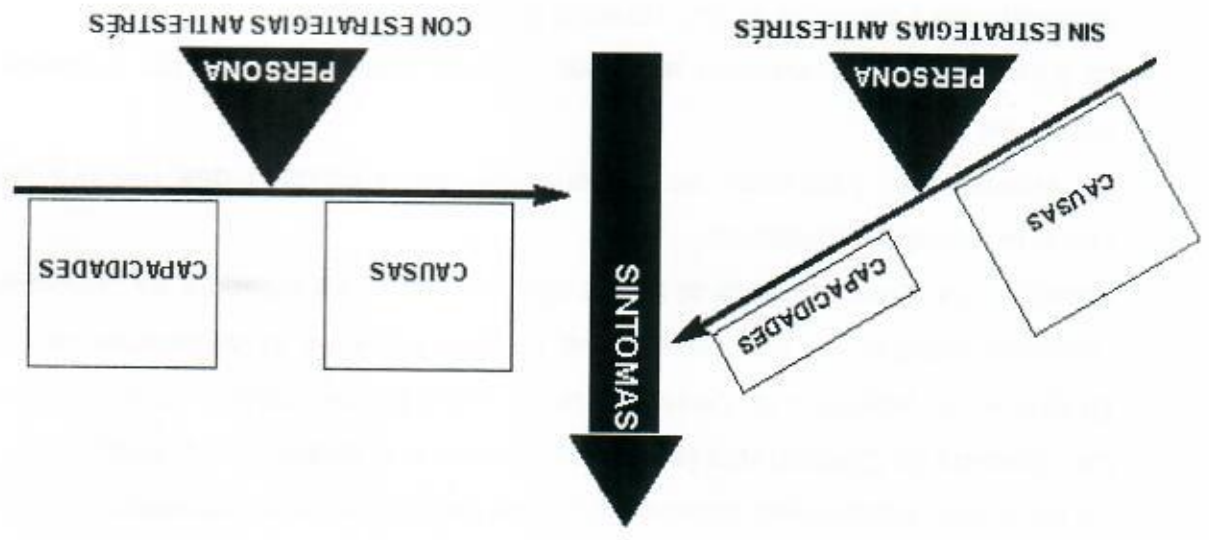 CAUSAS
CAPACIDADES
PERSONA
SIN ESTRATEGIAS ANTI-ESTRÉS
SINTOMAS
CAUSAS
CAPACIDADES
PERSONA
CON ESTRATEGIAS ANTI-ESTRÉS